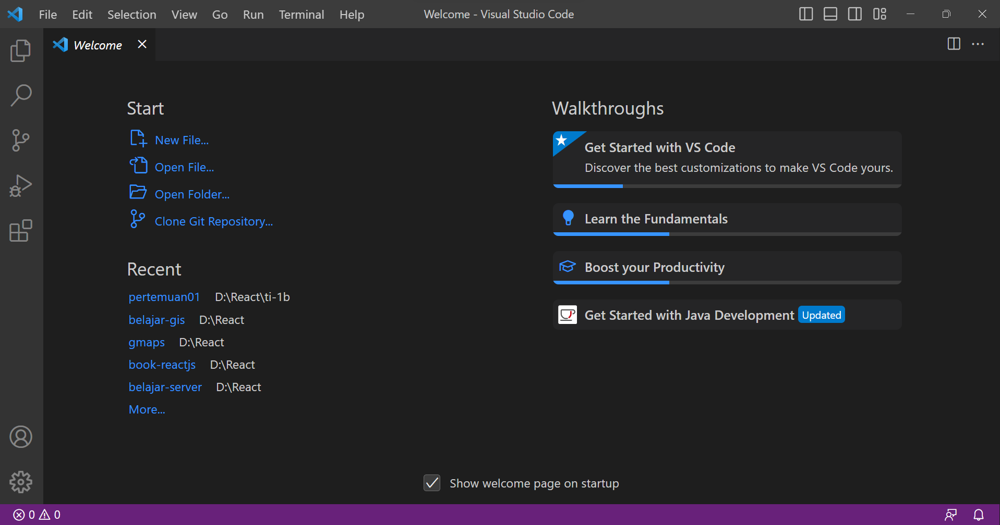 File Edit Selection View Go Run Terminal Help Welcome - Visual Studio Code
Welcome
Start
New File...
Open File...
Open Folder...
Clone Git Repository...
Recent
pertemuan01 D:\React\ti-1b
belajar-gis D:\React
gmaps D:\React
book-reactjs D:\React
belajar-server D:\React
More...
Walkthroughs
Get Started with VS Code
Discover the best customizations to make VS Code yours.
Learn the Fundamentals
Boost your Productivity
Get Started with Java Development Updated
Show welcome page on startup
0 0